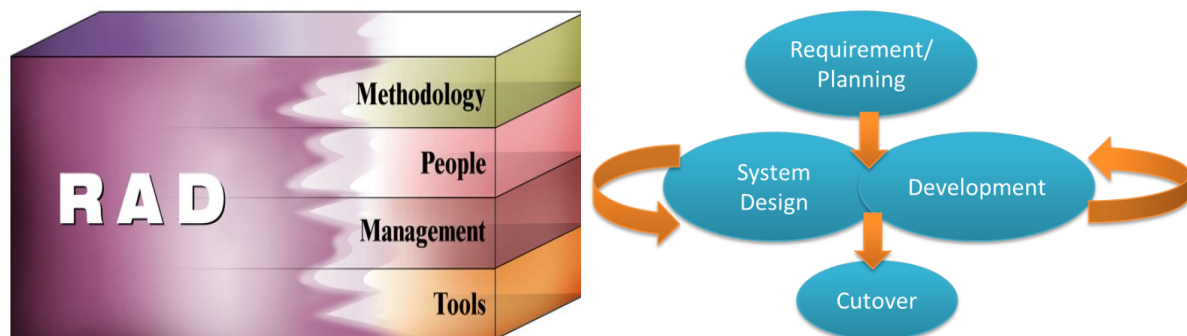 RAD
Methodology
People
Management
Tools
Requirement/
Planning
System
Design
Development
Cutover